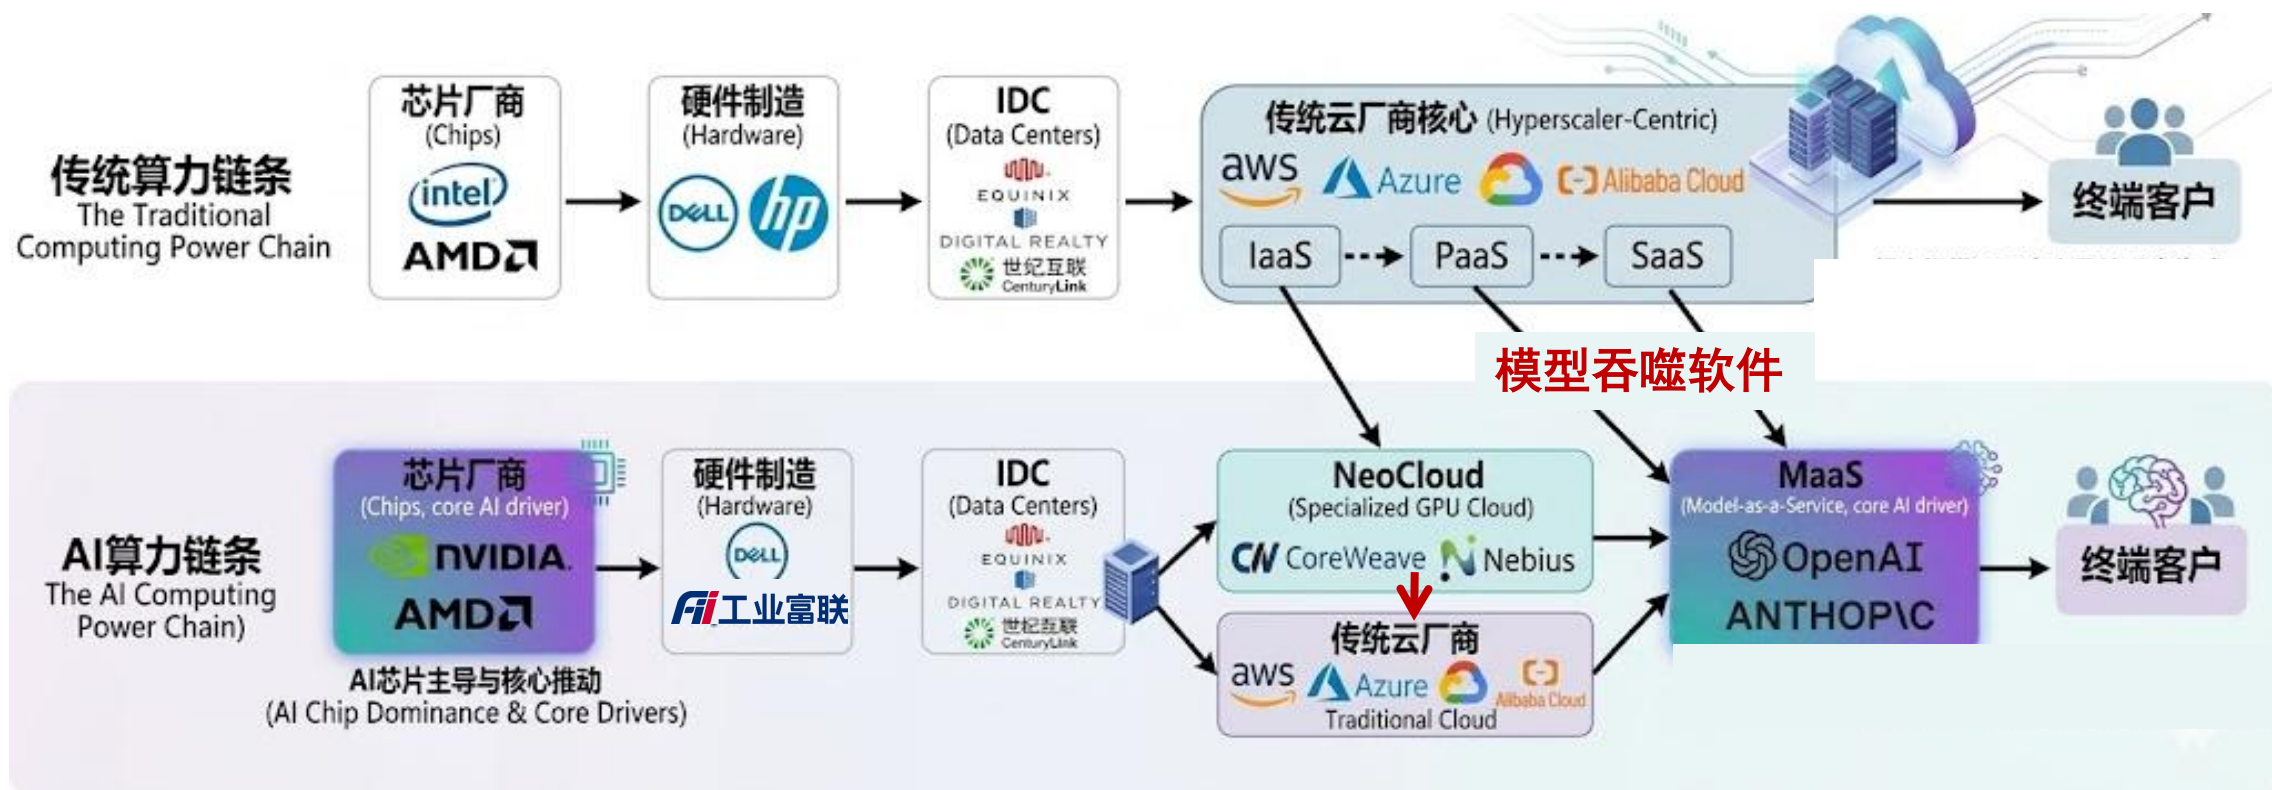 传统算力链条
The Traditional
Computing Power Chain
芯片厂商
(Chips)
intel
AMD
硬件制造
(Hardware)
DELL
hp
IDC
(Data Centers)
EQUINIX
DIGITAL REALTY
世纪互联
CenturyLink
传统云厂商核心 (Hyperscaler-Centric)
aws
Azure
Alibaba Cloud
IaaS
PaaS
SaaS
终端客户
模型吞噬软件
AI算力链条
The AI Computing
Power Chain)
芯片厂商
(Chips, core AI driver)
NVIDIA.
AMD
AI芯片主导与核心推动
(AI Chip Dominance & Core Drivers)
硬件制造
(Hardware)
DELL
Fii 工业富联
IDC
(Data Centers)
EQUINIX
DIGITAL REALTY
世纪互联
CenturyLink
NeoCloud
(Specialized GPU Cloud)
CoreWeave
Nebius
传统云厂商
aws
Azure
Alibaba Cloud
Traditional Cloud
MaaS
(Model-as-a-Service, core AI driver)
OpenAI
ANTHOP\C
终端客户